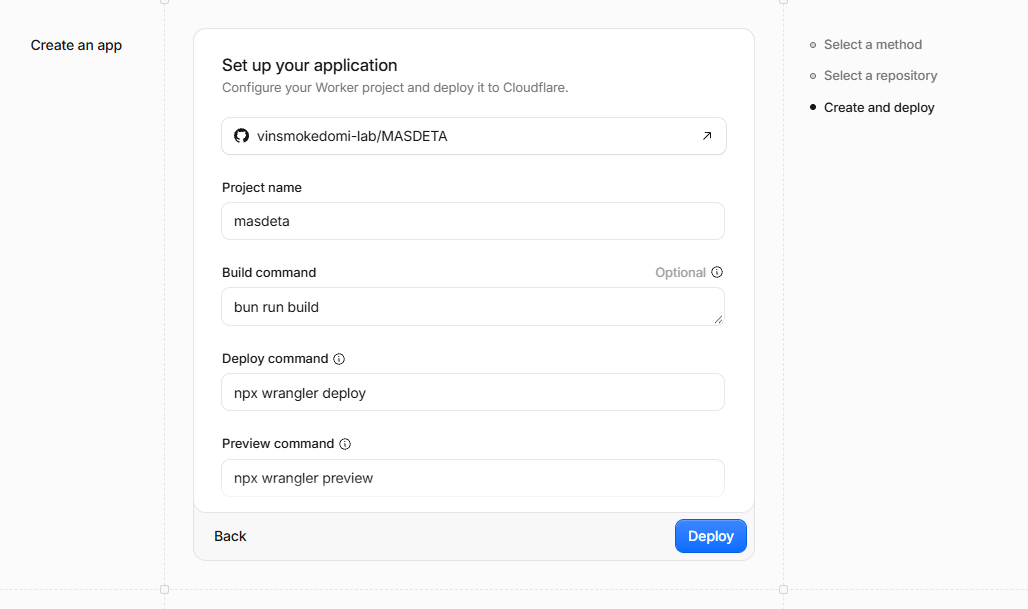 Create an app
Set up your application
Configure your Worker project and deploy it to Cloudflare.
vinsmokedomi-lab/MASDETA
Project name
masdeta
Build command
Optional
bun run build
Deploy command
npx wrangler deploy
Preview command
npx wrangler preview
Back
Deploy
Select a method
Select a repository
Create and deploy